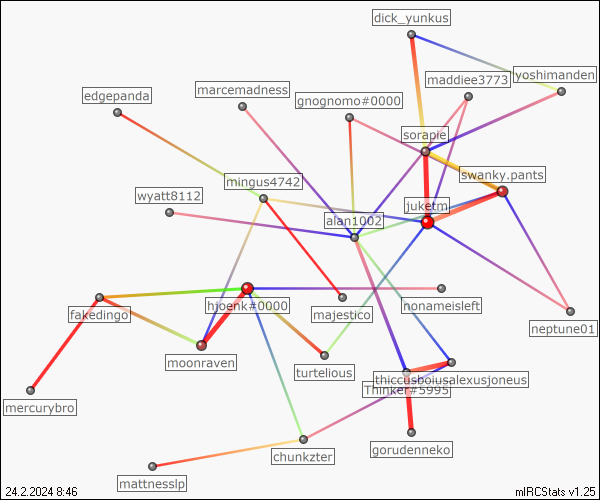 dick_yunkus
maddiee3773
yoshimanden
marcemadness
edgepanda
gnognomo#0000
sorapie
swanky.pants
mingus4742
wyatt8112
juketm
alan1002
hjoenk#0000
nonameisleft
fakedingo
majestico
neptune01
moonraven
turtelious
thiccusboiusalexusjoneus
Thinker#5995
mercurybro
gorudenneko
chunkzter
mattnesslp
24.2.2024 8:46
mIRCStats v1.25